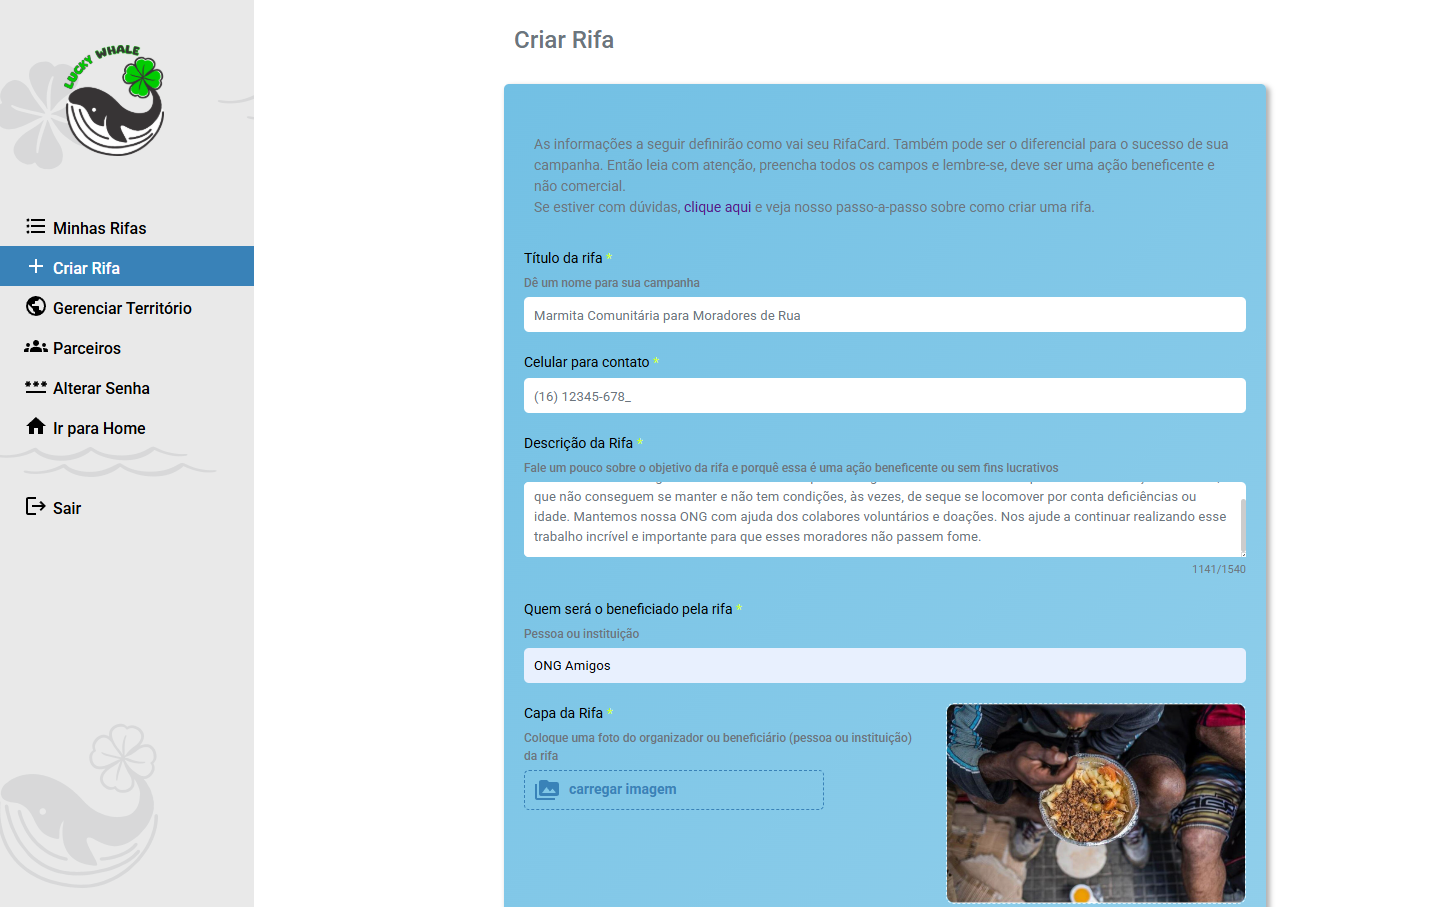 LUCKY WHALE
Minhas Rifas
Criar Rifa
Gerenciar Território
Parceiros
Alterar Senha
Ir para Home
Sair
Criar Rifa
As informações a seguir definirão como vai seu RifaCard. Também pode ser o diferencial para o sucesso de sua
campanha. Então leia com atenção, preencha todos os campos e lembre-se, deve ser uma ação beneficente e
não comercial.
Se estiver com dúvidas, clique aqui e veja nosso passo-a-passo sobre como criar uma rifa.
Título da rifa *
Dê um nome para sua campanha
Marmita Comunitária para Moradores de Rua
Celular para contato *
(16) 12345-678_
Descrição da Rifa *
Fale um pouco sobre o objetivo da rifa e porquê essa é uma ação beneficente ou sem fins lucrativos
que não conseguem se manter e não tem condições, às vezes, de seque se locomover por conta deficiências ou
idade. Mantemos nossa ONG com ajuda dos colabores voluntários e doações. Nos ajude a continuar realizando esse
trabalho incrível e importante para que esses moradores não passem fome.
1141/1540
Quem será o beneficiado pela rifa *
Pessoa ou instituição
ONG Amigos
Capa da Rifa *
Coloque uma foto do organizador ou beneficiário (pessoa ou instituição)
da rifa
carregar imagem